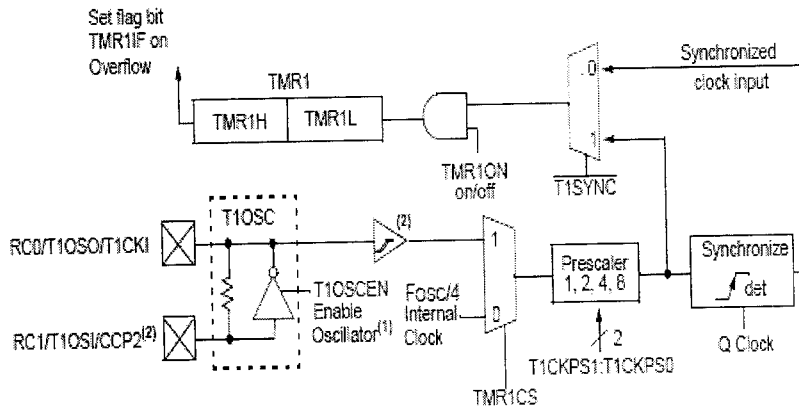 Set flag bit
TMR1IF on
Overflow
TMR1
TMR1H
TMR1L
TMR1ON
on/off
0
1
T1SYNC
Synchronized
clock input
T1OSC
RC0/T1OSO/T1CKI
(2)
T1OSCEN
Enable
Oscillator(1)
RC1/T1OSI/CCP2(2)
Fosc/4
Internal
Clock
1
0
TMR1CS
Prescaler
1, 2, 4, 8
2
T1CKPS1:T1CKPS0
Synchronize
det
Q Clock